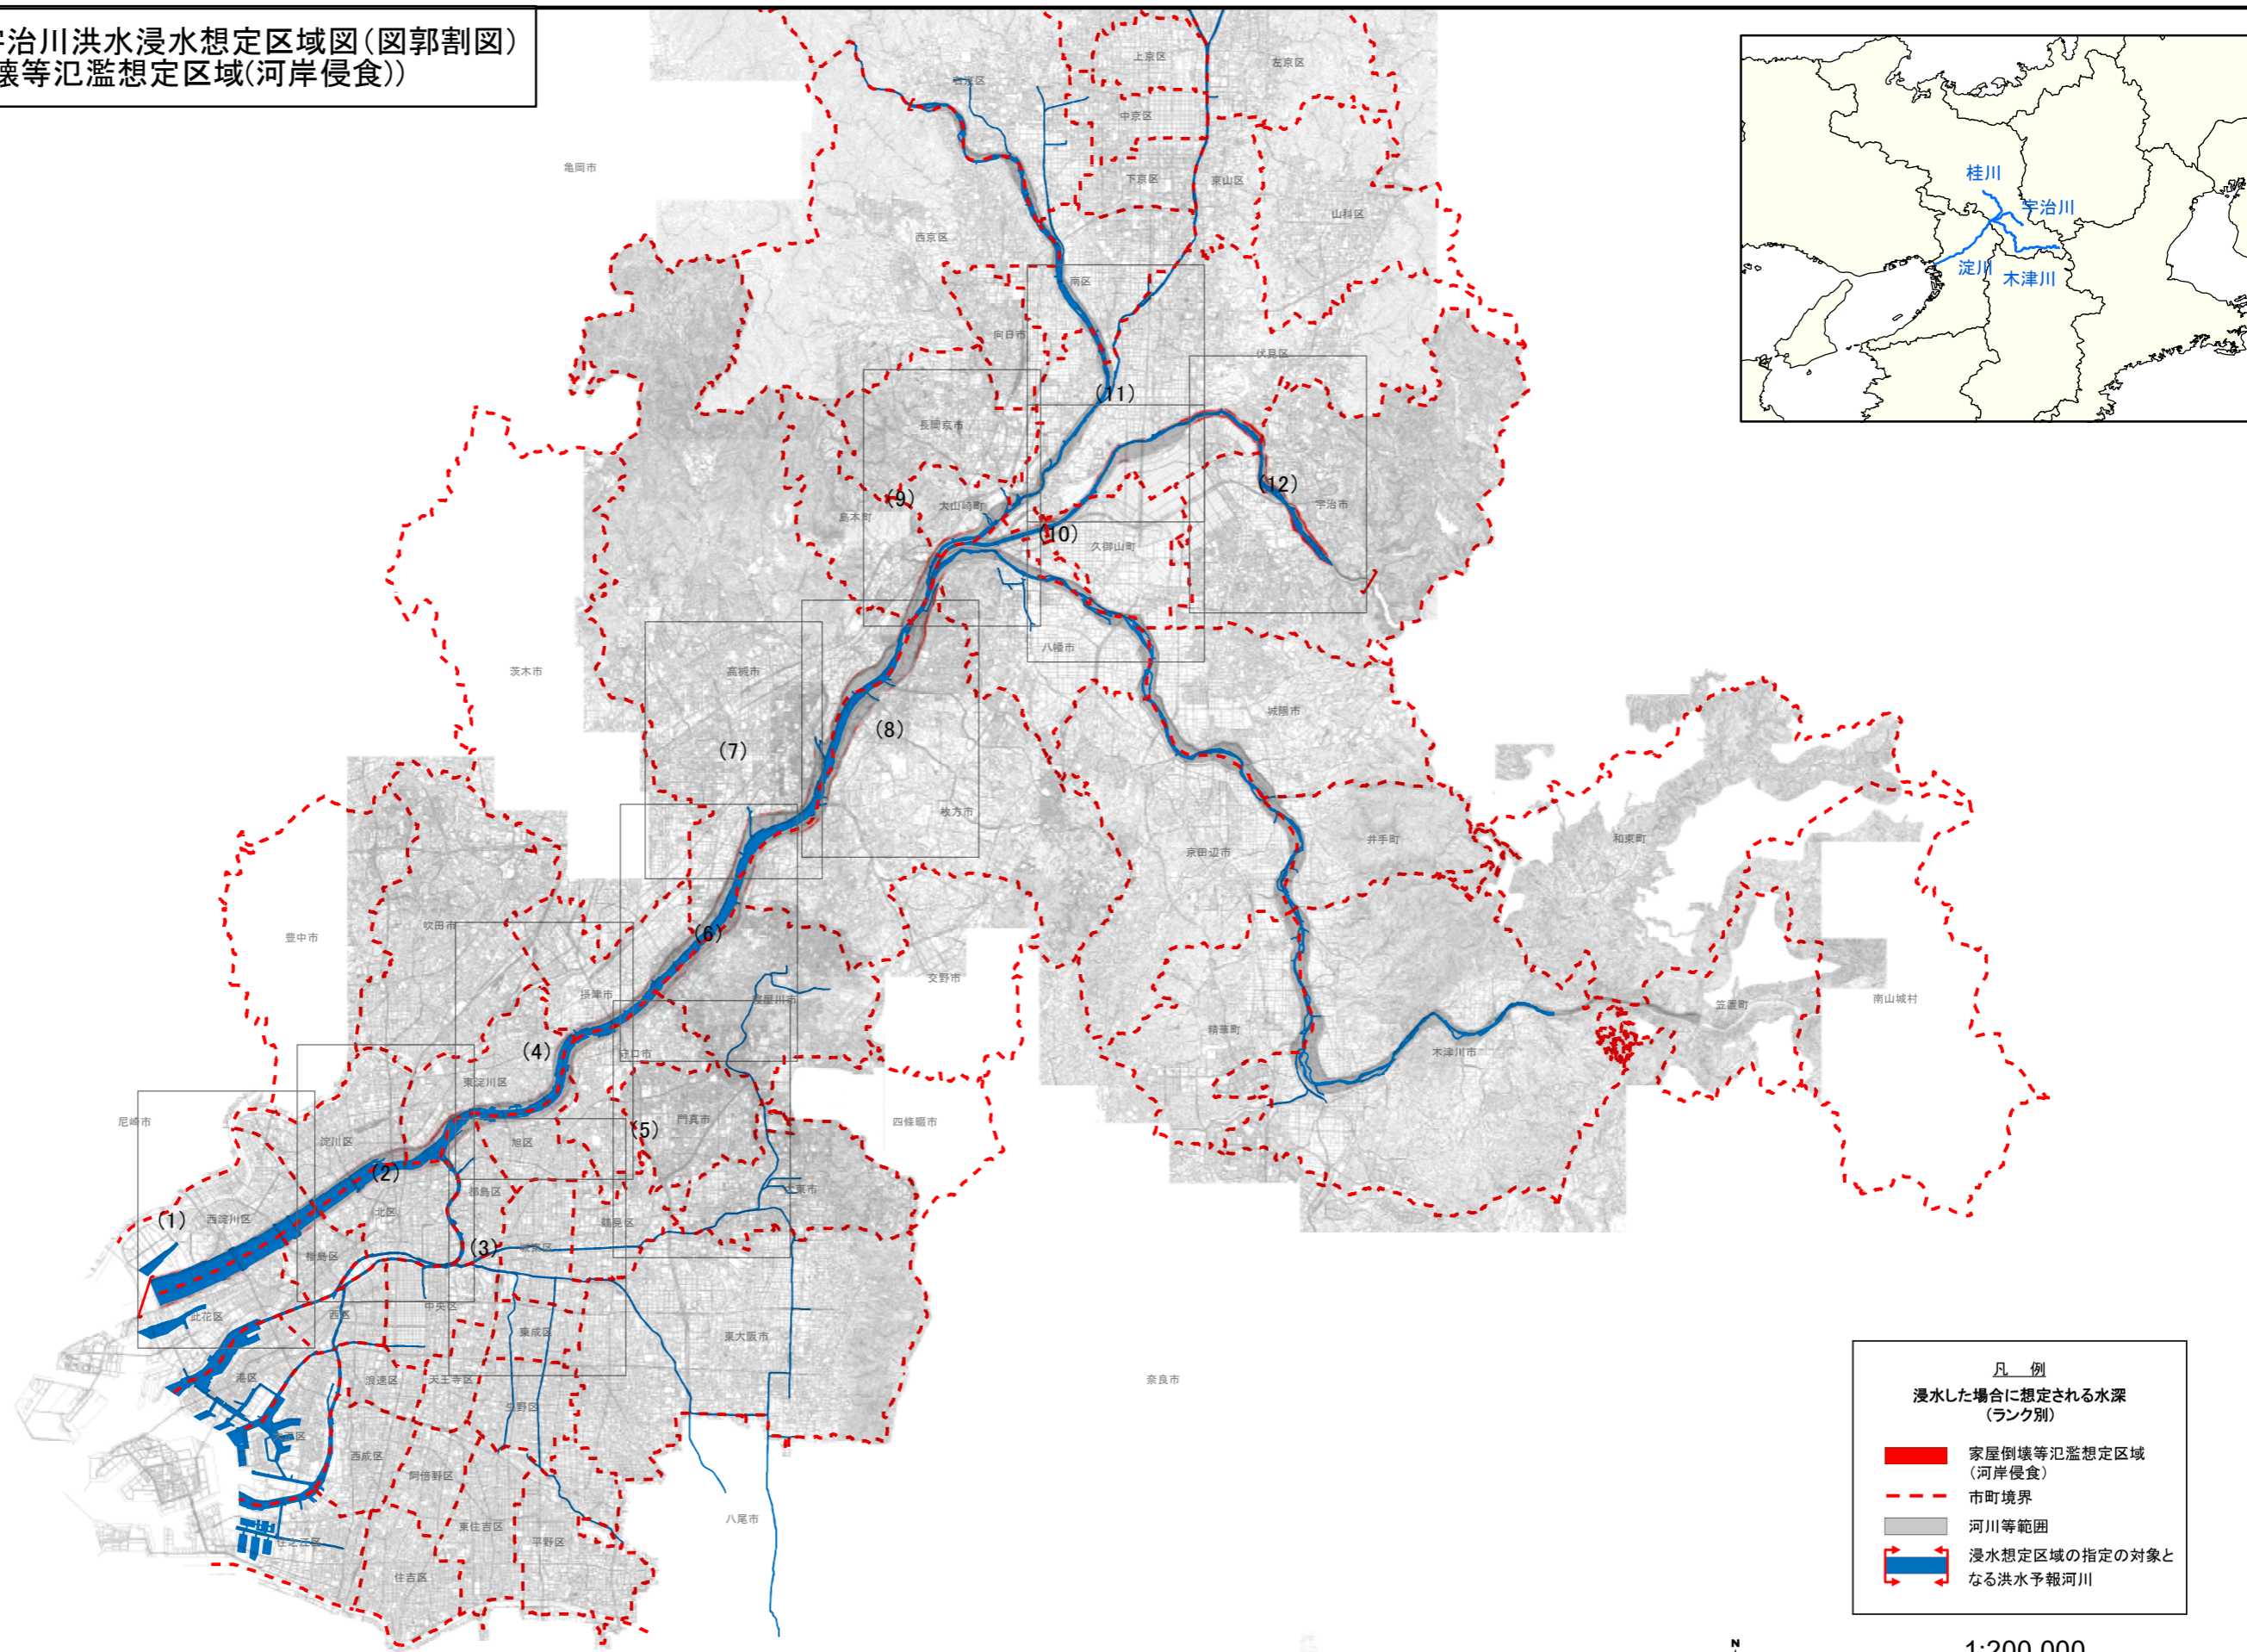 宇治川洪水浸水想定区域図(図郭割図)
壊等氾濫想定区域(河岸侵食))
桂川
宇治川
淀川
木津川
上京区
左京区
右京区
中京区
亀岡市
下京区
東山区
山科区
西京区
南区
向日市
伏見区
(11)
長岡京市
(9)
大山崎町
島本町
(12)
宇治市
(10)
久御山町
八幡市
茨木市
高槻市
城陽市
(7)
(8)
枚方市
京田辺市
井手町
和束町
豊中市
吹田市
(6)
交野市
摂津市
寝屋川市
精華町
笠置町
南山城村
(4)
守口市
木津川市
東淀川区
尼崎市
淀川区
旭区
(5)
門真市
四條畷市
(2)
都島区
大東市
(1)
西淀川区
北区
鶴見区
福島区
(3)
城東区
此花区
西区
中央区
東成区
東大阪市
港区
浪速区
天王寺区
奈良市
生野区
大正区
西成区
阿倍野区
八尾市
東住吉区
平野区
住之江区
住吉区
凡 例
浸水した場合に想定される水深
(ランク別)
家屋倒壊等氾濫想定区域
(河岸侵食)
市町境界
河川等範囲
浸水想定区域の指定の対象と
なる洪水予報河川
N
1:200,000